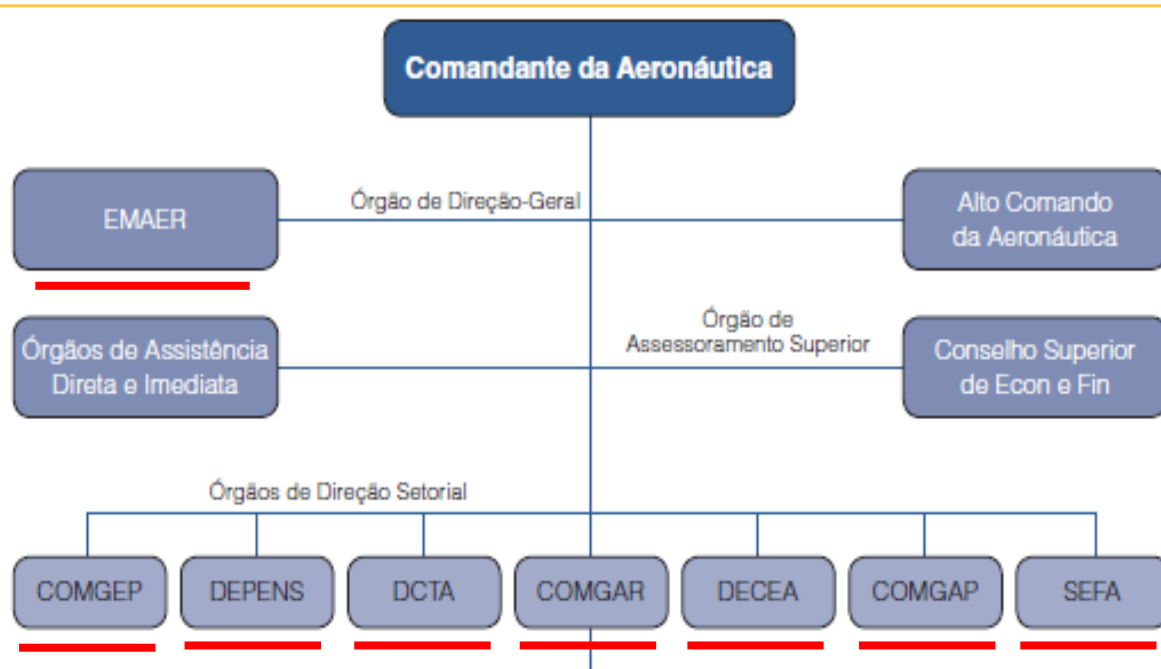 Comandante da Aeronáutica
EMAER
Órgão de Direção-Geral
Alto Comando
da Aeronáutica
Órgãos de Assistência
Direta e Imediata
Órgão de
Assessoramento Superior
Conselho Superior
de Econ e Fin
Órgãos de Direção Setorial
COMGEP
DEPENS
DCTA
COMGAR
DECEA
COMGAP
SEFA